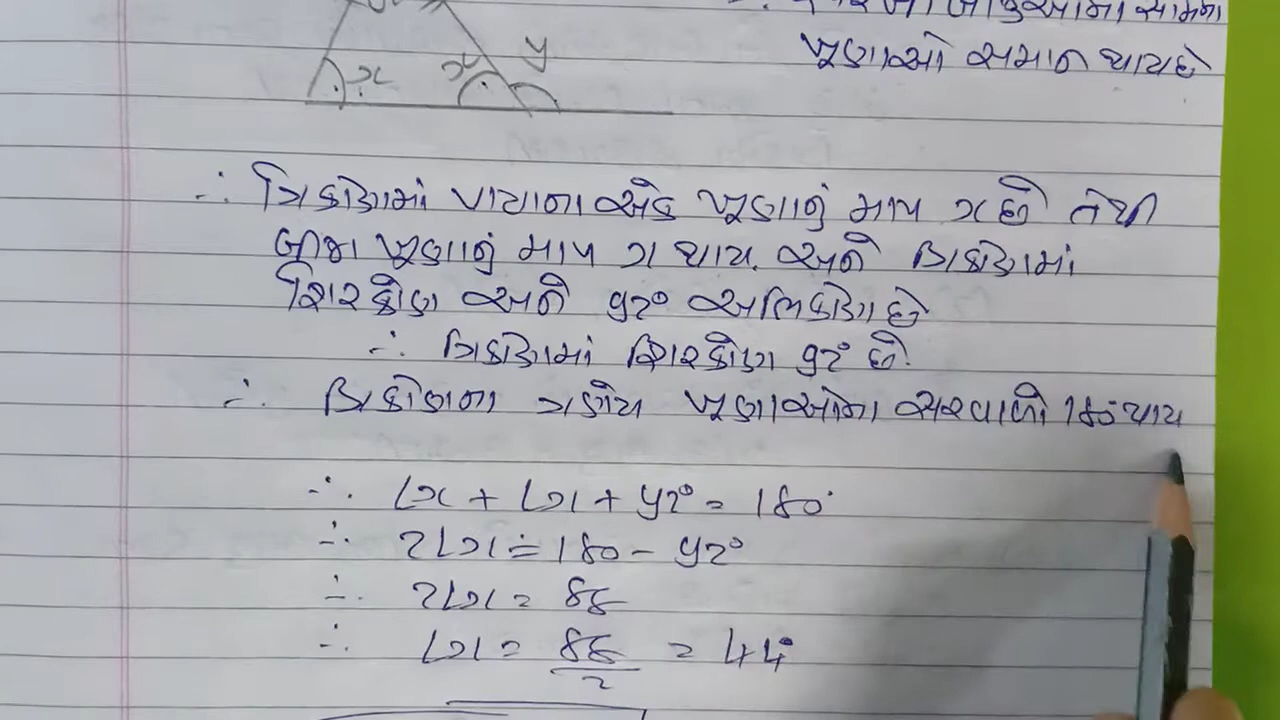 ખૂણાઓ સમાન થાય છે
x x y
∴ ત્રિકોણમાં પાયાના એક ખૂણાનું માપ x છે તેથી
બીજા ખૂણાનું માપ x થાય. અને ત્રિકોણમાં
શિરકોણ અને 92° અભિકોણ છે
∴ ત્રિકોણમાં શિરકોણ 92° છે.
∴ ત્રિકોણના ત્રણેય ખૂણાઓના સરવાળો 180° થાય
∴ ∠x + ∠x + 92° = 180°
∴ 2∠x = 180 - 92°
∴ 2∠x = 88
∴ ∠x = 88/2 = 44°